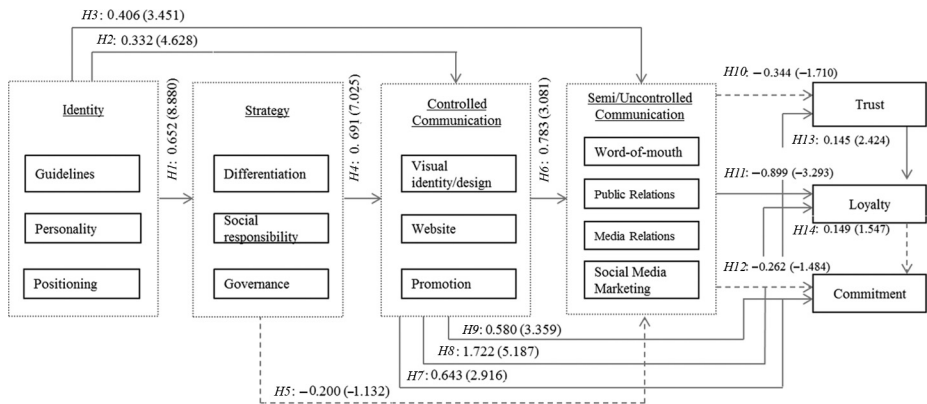 H3: 0.406 (3.451)
H2: 0.332 (4.628)
Identity
Guidelines
Personality
Positioning
H1: 0.652 (8.880)
Strategy
Differentiation
Social
responsibility
Governance
H4: 0. 691 (7.025)
Controlled
Communication
Visual
identity/design
Website
Promotion
H6: 0.783 (3.081)
Semi/Uncontrolled
Communication
Word-of-mouth
Public Relations
Media Relations
Social Media
Marketing
H10: −0.344 (−1.710)
Trust
H13: 0.145 (2.424)
H11: −0.899 (−3.293)
Loyalty
H14: 0.149 (1.547)
H12: −0.262 (−1.484)
Commitment
H9: 0.580 (3.359)
H8: 1.722 (5.187)
H7: 0.643 (2.916)
H5: −0.200 (−1.132)